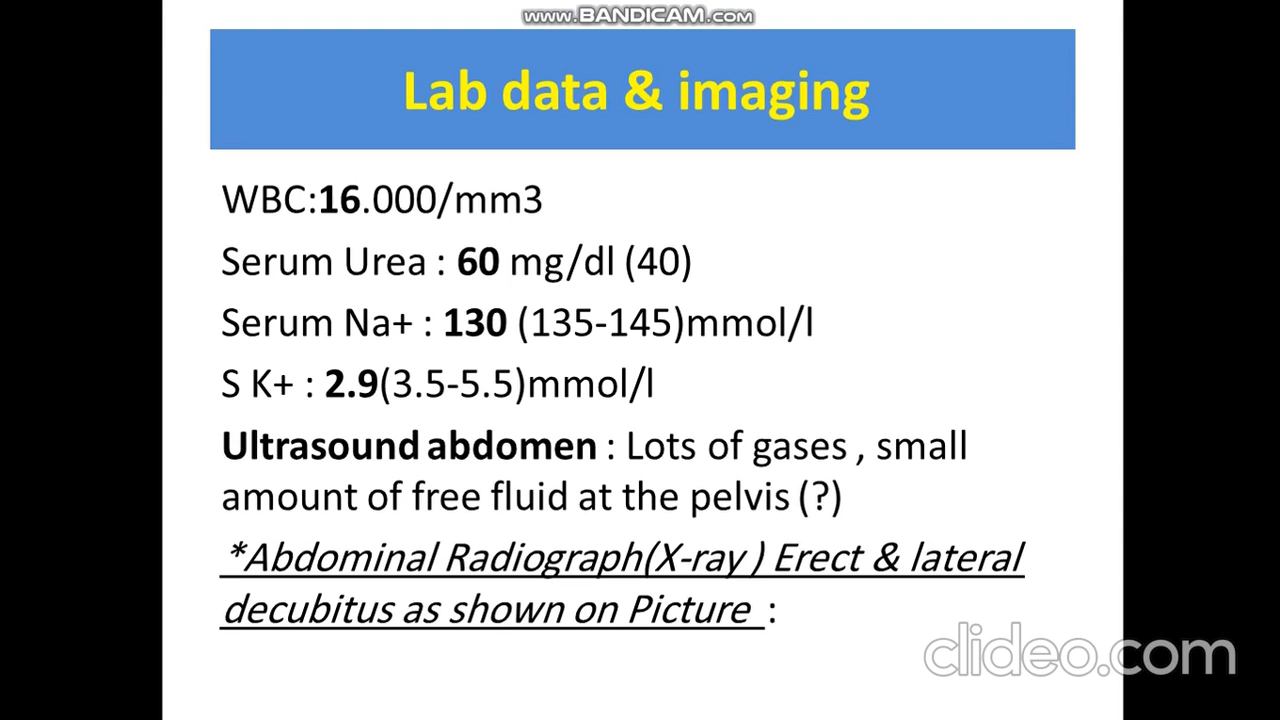 www.BANDICAM.com
Lab data & imaging
WBC:16.000/mm3
Serum Urea : 60 mg/dl (40)
Serum Na+ : 130 (135-145)mmol/l
S K+ : 2.9(3.5-5.5)mmol/l
Ultrasound abdomen : Lots of gases , small
amount of free fluid at the pelvis (?)
*Abdominal Radiograph(X-ray ) Erect & lateral
decubitus as shown on Picture :
clideo.com